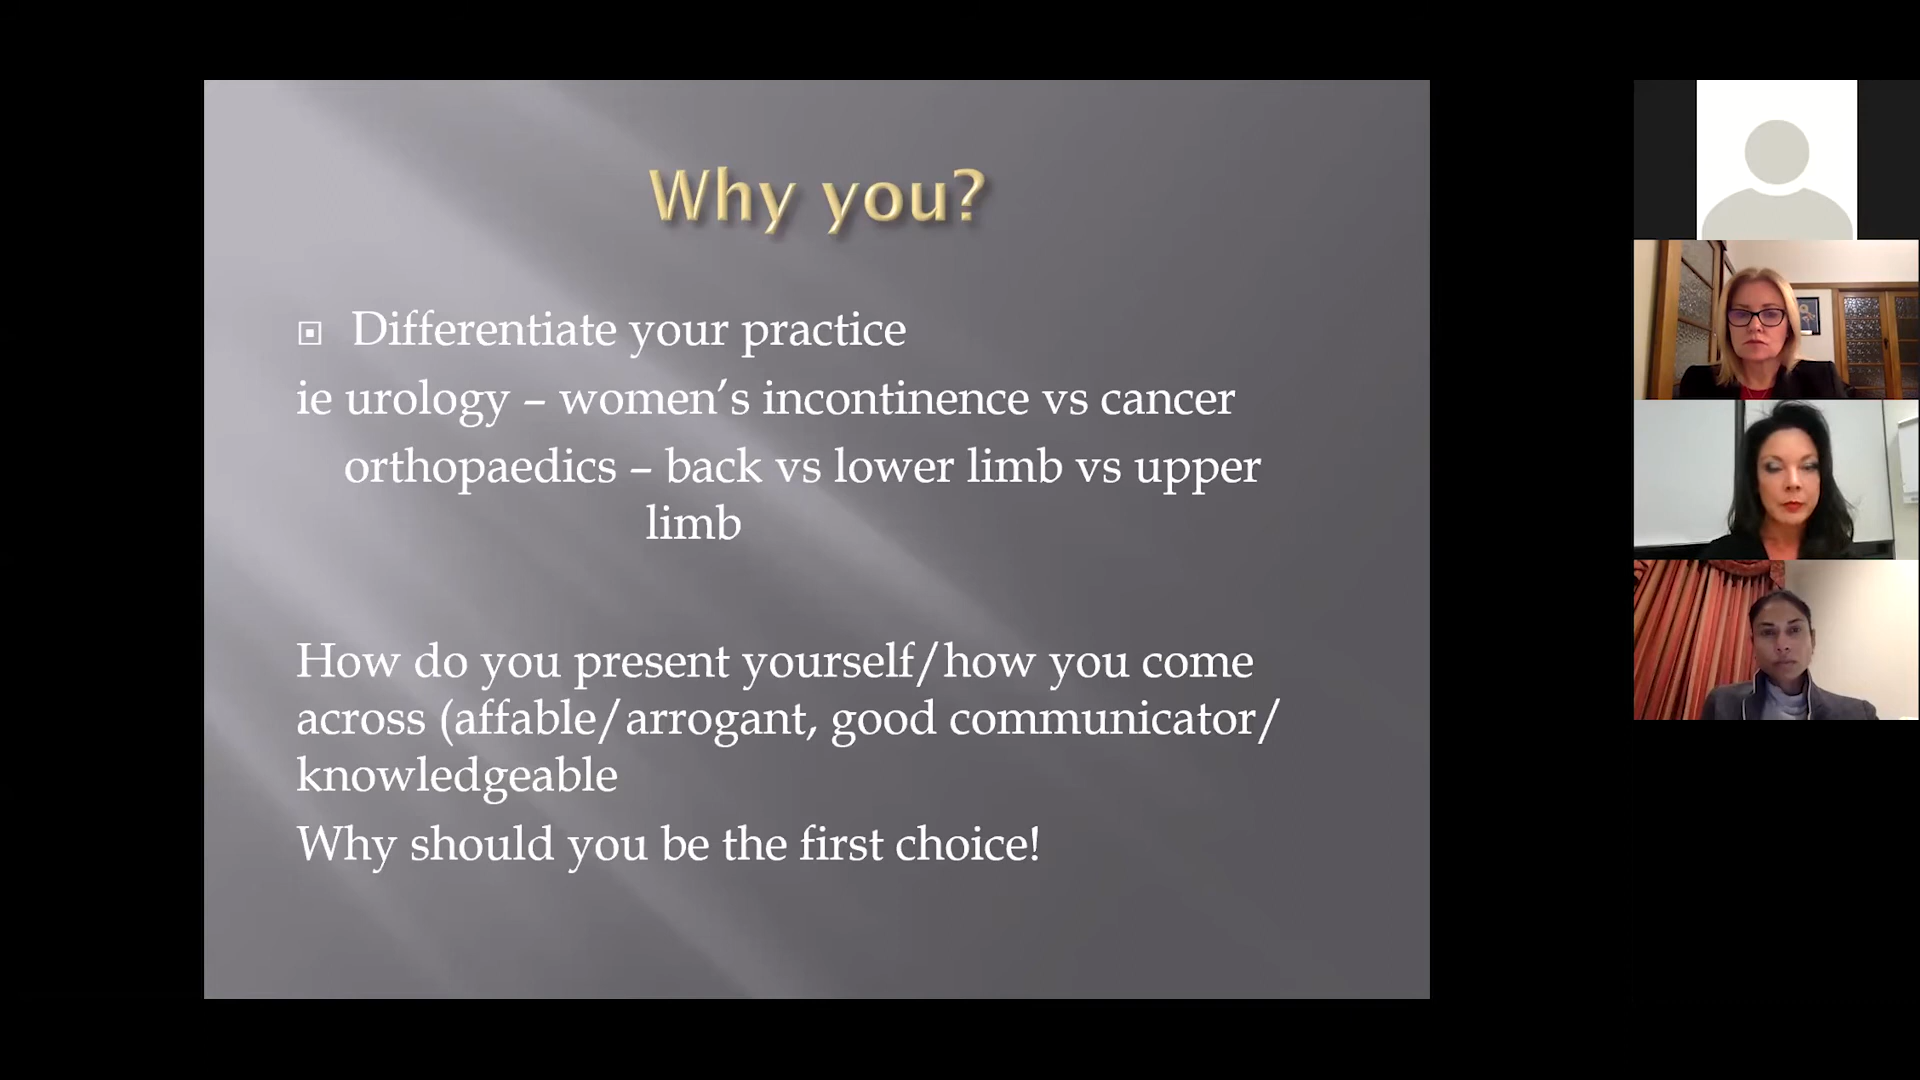 Why you?
Differentiate your practice
ie urology – women’s incontinence vs cancer
orthopaedics – back vs lower limb vs upper
limb
How do you present yourself/how you come
across (affable/arrogant, good communicator/
knowledgeable
Why should you be the first choice!